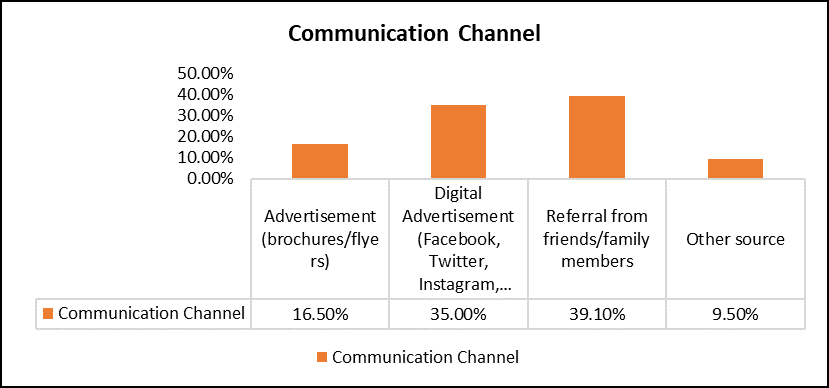 Communication Channel
50.00%
40.00%
30.00%
20.00%
10.00%
0.00%
Advertisement
(brochures/flye
rs)
Digital
Advertisement
(Facebook,
Twitter,
Instagram,...
Referral from
friends/family
members
Other source
Communication Channel
16.50%
35.00%
39.10%
9.50%
Communication Channel